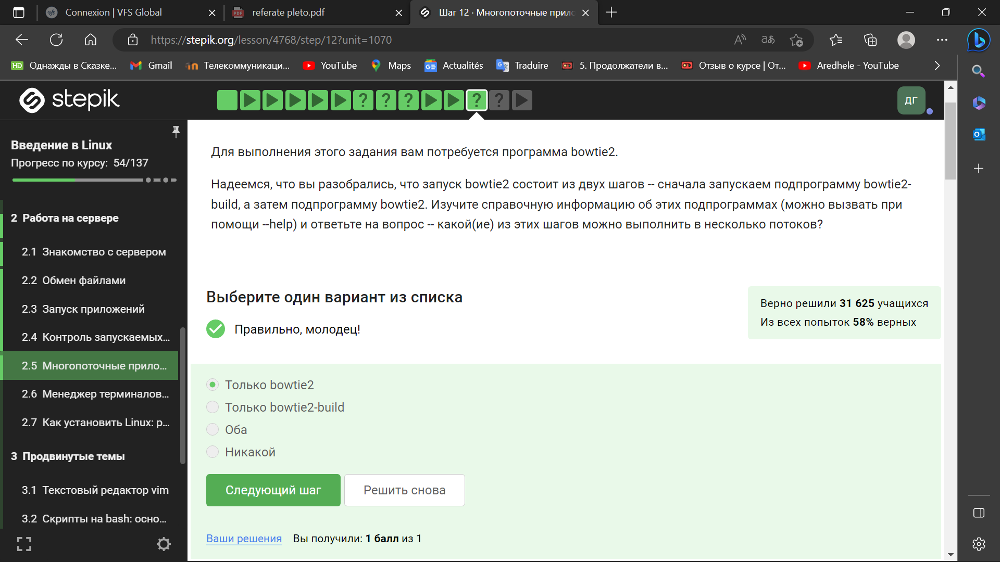 Connexion | VFS Global
referate pleto.pdf
Шаг 12 · Многопоточные прило
https://stepik.org/lesson/4768/step/12?unit=1070
Однажды в Сказке...
Gmail
Телекоммуникаци...
YouTube
Maps
Actualités
Traduire
5. Продолжатели в...
Отзыв о курсе | От...
Aredhele - YouTube
stepik
ДГ
Введение в Linux
Прогресс по курсу: 54/137
2 Работа на сервере
2.1 Знакомство с сервером
2.2 Обмен файлами
2.3 Запуск приложений
2.4 Контроль запускаемых...
2.5 Многопоточные прило...
2.6 Менеджер терминалов...
2.7 Как установить Linux: р...
3 Продвинутые темы
3.1 Текстовый редактор vim
3.2 Скрипты на bash: осно...
Для выполнения этого задания вам потребуется программа bowtie2.
Надеемся, что вы разобрались, что запуск bowtie2 состоит из двух шагов -- сначала запускаем подпрограмму bowtie2-
build, а затем подпрограмму bowtie2. Изучите справочную информацию об этих подпрограммах (можно вызвать при
помощи --help) и ответьте на вопрос -- какой(ие) из этих шагов можно выполнить в несколько потоков?
Выберите один вариант из списка
Правильно, молодец!
Верно решили 31 625 учащихся
Из всех попыток 58% верных
Только bowtie2
Только bowtie2-build
Оба
Никакой
Следующий шаг
Решить снова
Ваши решения Вы получили: 1 балл из 1